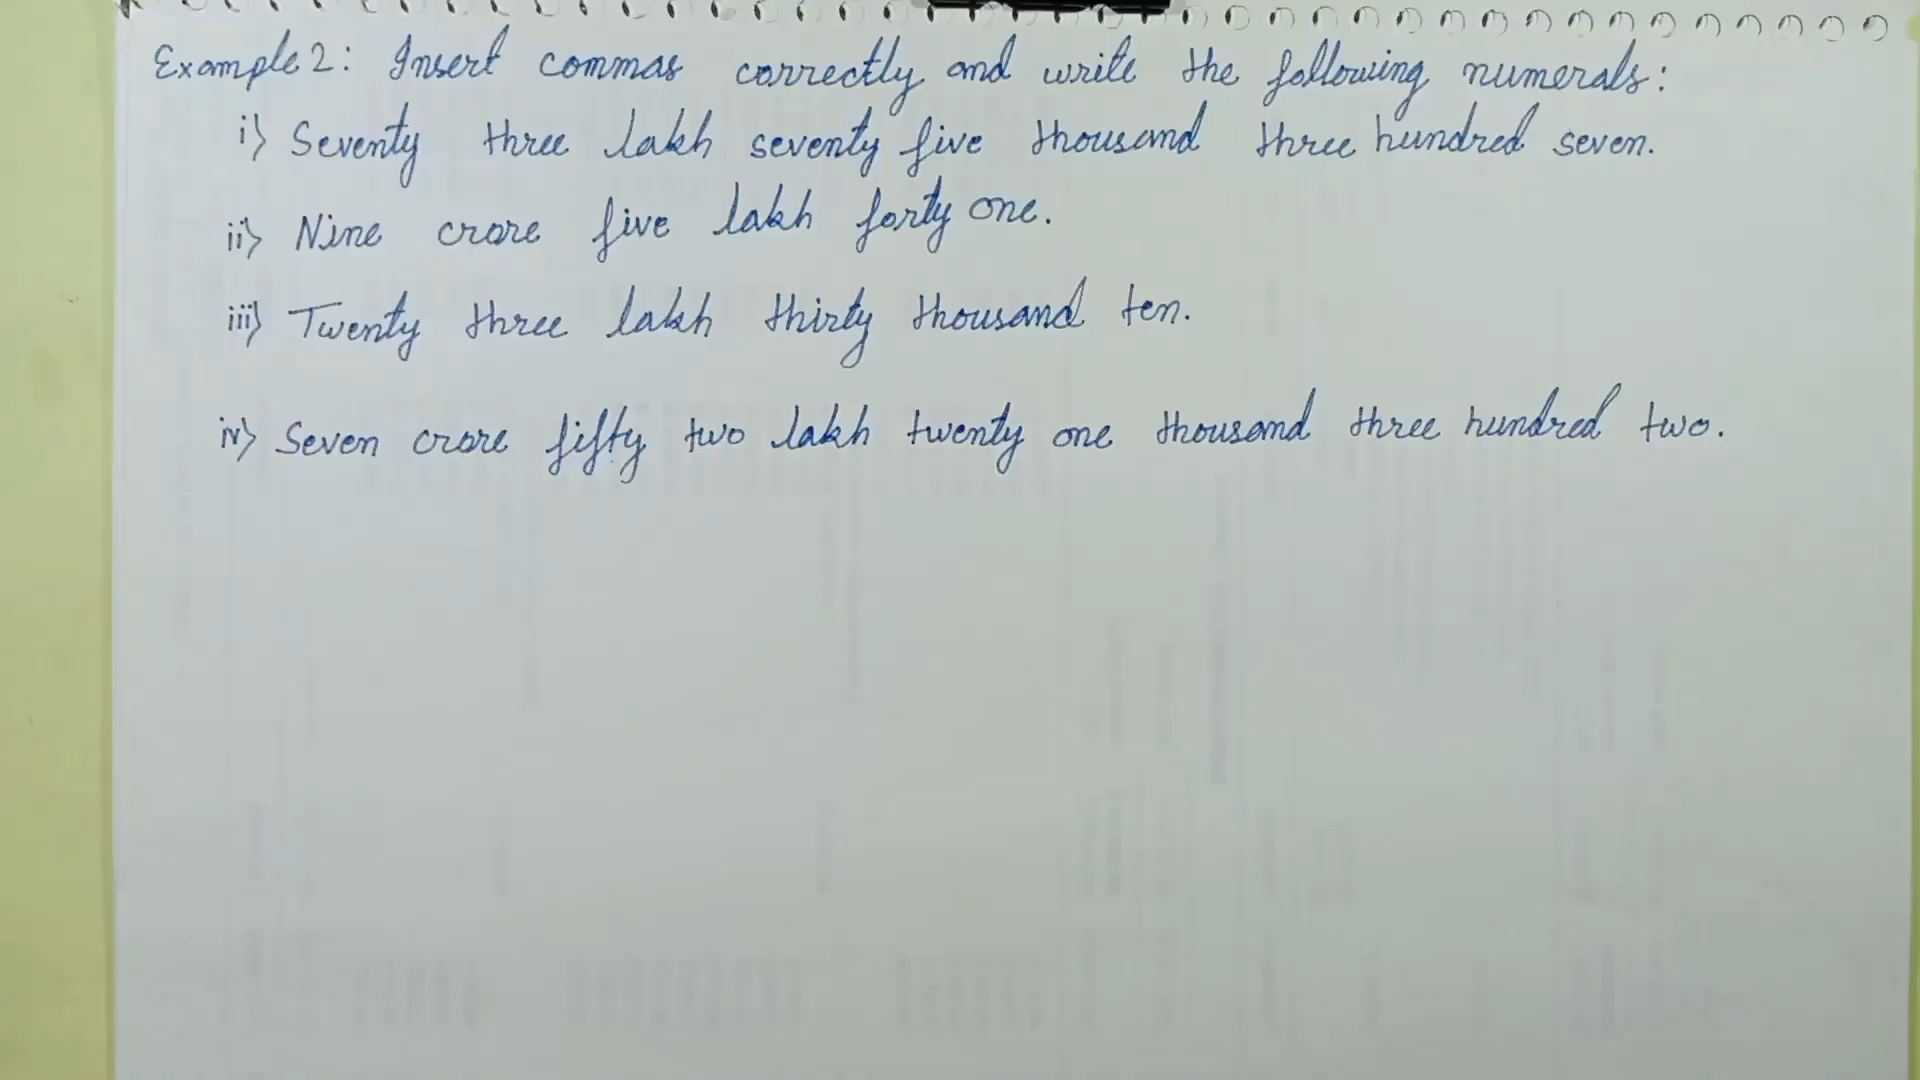 Example 2: Insert commas correctly and write the following numerals:
i) Seventy three lakh seventy five thousand three hundred seven.
ii) Nine crore five lakh forty one.
iii) Twenty three lakh thirty thousand ten.
iv) Seven crore fifty two lakh twenty one thousand three hundred two.